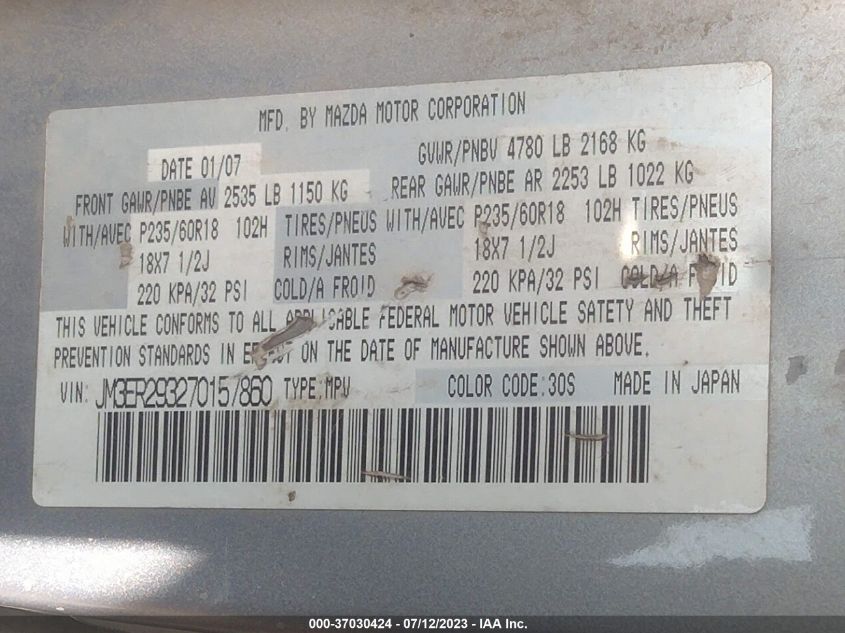 MFD. BY MAZDA MOTOR CORPORATION
DATE 01/07 GVWR/PNBV 4780 LB 2168 KG
FRONT GAWR/PNBE AV 2535 LB 1150 KG REAR GAWR/PNBE AR 2253 LB 1022 KG
WITH/AVEC P235/60R18 102H TIRES/PNEUS WITH/AVEC P235/60R18 102H TIRES/PNEUS
18X7 1/2J RIMS/JANTES 18X7 1/2J RIMS/JANTES
220 KPA/32 PSI COLD/A FROID 220 KPA/32 PSI COLD/A FROID
THIS VEHICLE CONFORMS TO ALL APPLICABLE FEDERAL MOTOR VEHICLE SATETY AND THEFT
PREVENTION STANDARDS IN EFFECT ON THE DATE OF MANUFACTURE SHOWN ABOVE.
VIN: JM3ER293270157860 TYPE:MPV COLOR CODE:30S MADE IN JAPAN
000-37030424 - 07/12/2023 - IAA Inc.